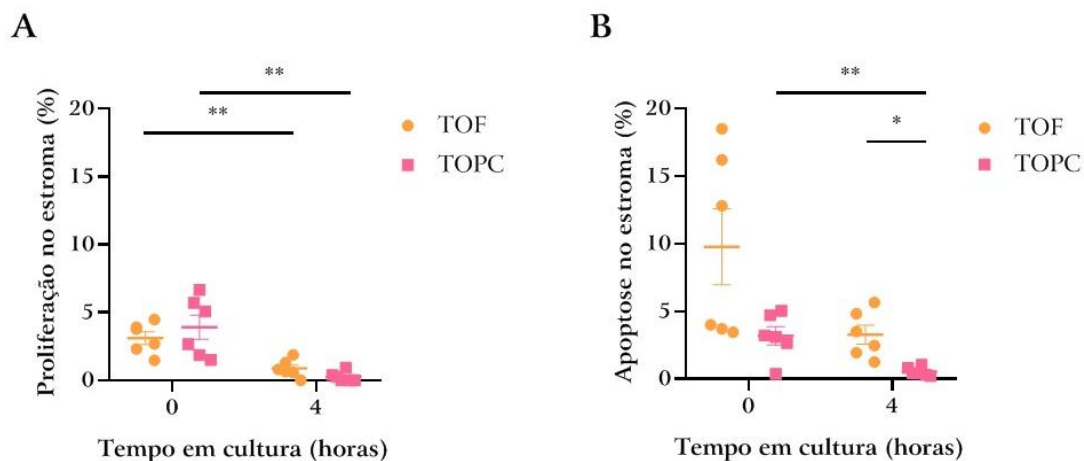 A
Proliferação no estroma (%)
20
15
10
5
0
**
**
TOF
TOPC
0
4
Tempo em cultura (horas)
B
Apoptose no estroma (%)
20
15
10
5
0
**
*
TOF
TOPC
0
4
Tempo em cultura (horas)